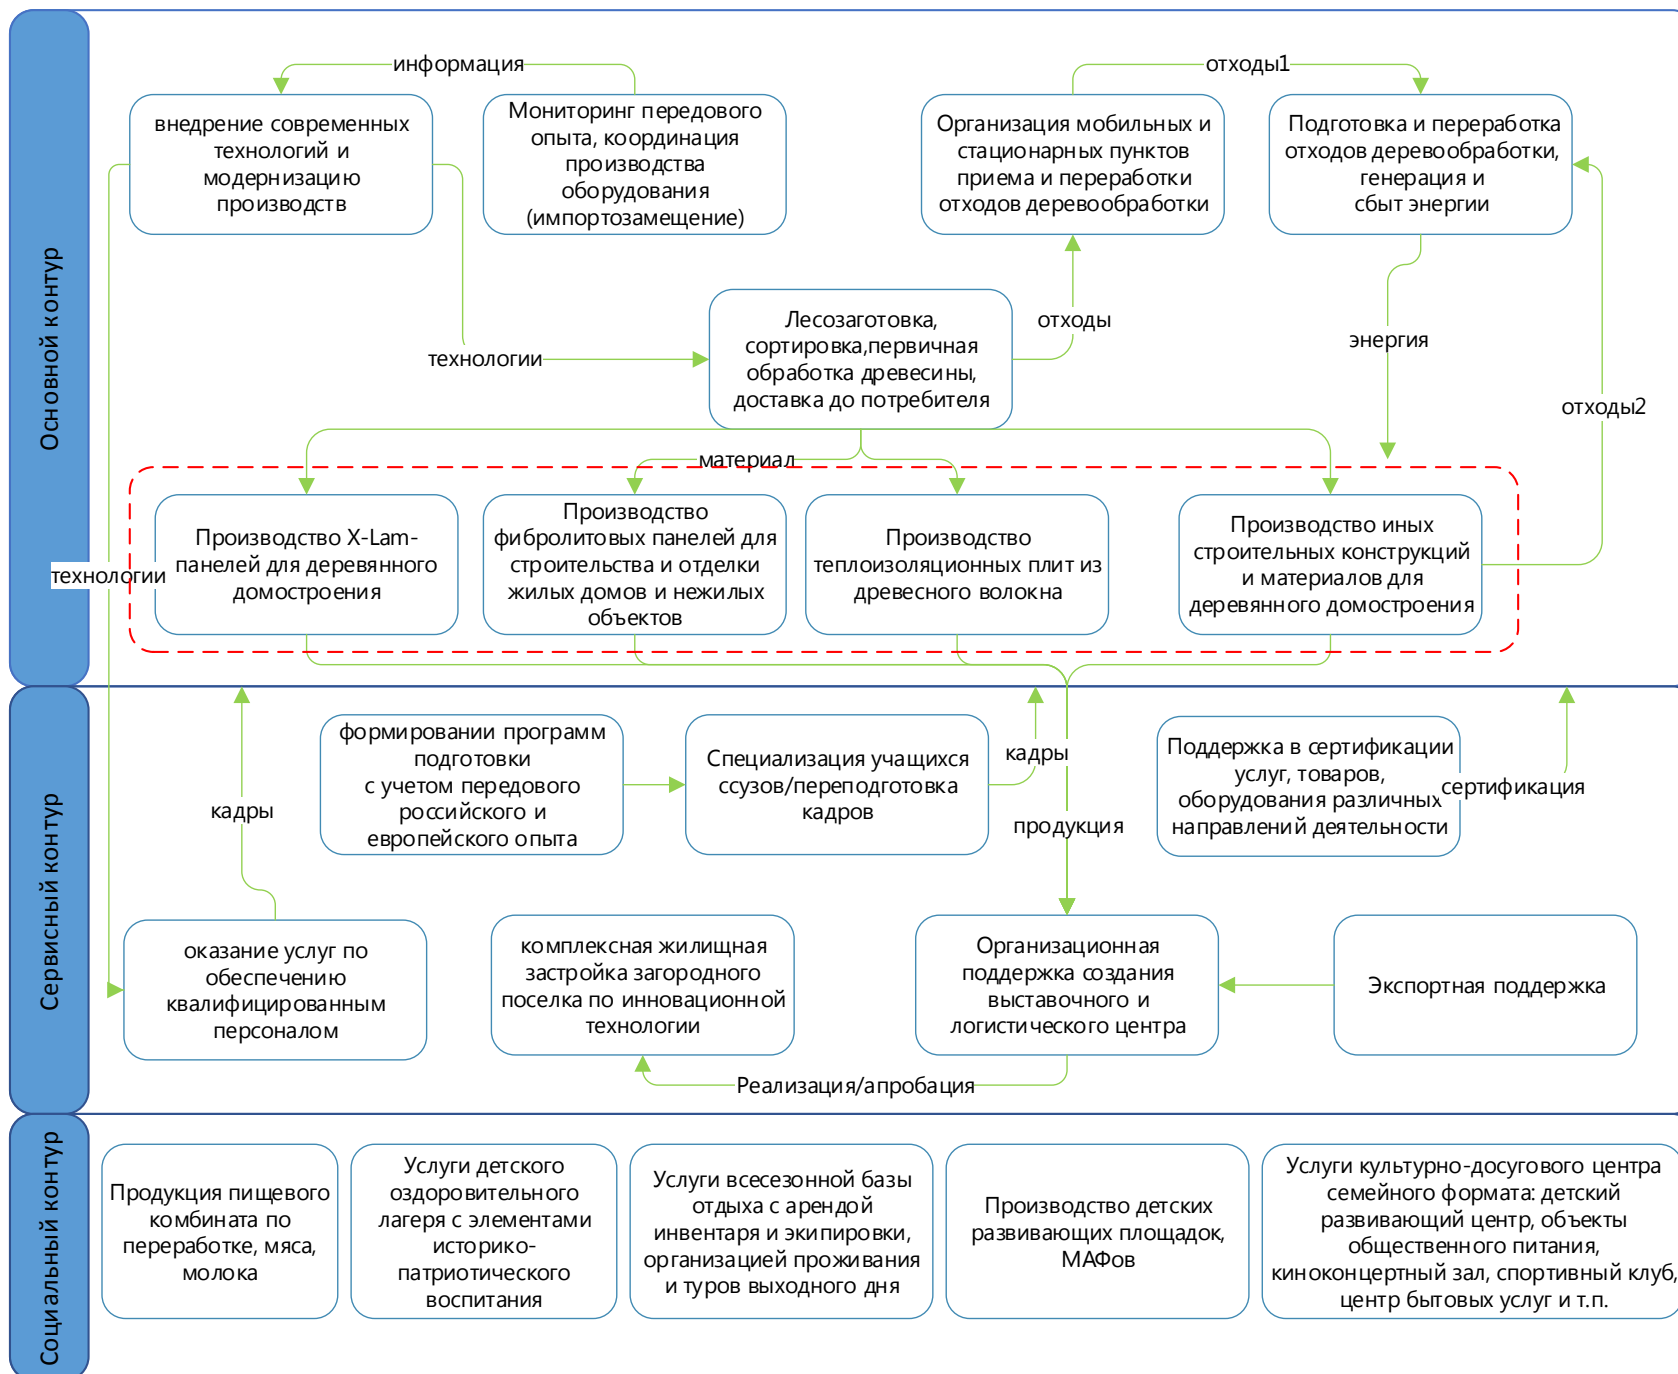 Основной контур
информация
отходы1
внедрение современных
технологий и
модернизацию
производств
Мониторинг передового
опыта, координация
производства
оборудования
(импортозамещение)
Организация мобильных и
стационарных пунктов
приема и переработки
отходов деревообработки
Подготовка и переработка
отходов деревообработки,
генерация и
сбыт энергии
Лесозаготовка,
сортировка,первичная
обработка древесины,
доставка до потребителя
отходы
технологии
энергия
отходы2
материал
Производство X-Lam-
панелей для деревянного
домостроения
Производство
фибролитовых панелей для
строительства и отделки
жилых домов и нежилых
объектов
Производство
теплоизоляционных плит из
древесного волокна
Производство иных
строительных конструкций
и материалов для
деревянного домостроения
технологии
Сервисный контур
формировании программ
подготовки
с учетом передового
российского и
европейского опыта
Специализация учащихся
ссузов/переподготовка
кадров
кадры
Поддержка в сертификации
услуг, товаров,
оборудования различных
направлений деятельности
сертификация
кадры
продукция
оказание услуг по
обеспечению
квалифицированным
персоналом
комплексная жилищная
застройка загородного
поселка по инновационной
технологии
Организационная
поддержка создания
выставочного и
логистического центра
Экспортная поддержка
Реализация/апробация
Социальный контур
Продукция пищевого
комбината по
переработке, мяса,
молока
Услуги детского
оздоровительного
лагеря с элементами
историко-
патриотического
воспитания
Услуги всесезонной базы
отдыха с арендой
инвентаря и экипировки,
организацией проживания
и туров выходного дня
Производство детских
развивающих площадок,
МАФов
Услуги культурно-досугового центра
семейного формата: детский
развивающий центр, объекты
общественного питания,
киноконцертный зал, спортивный клуб,
центр бытовых услуг и т.п.